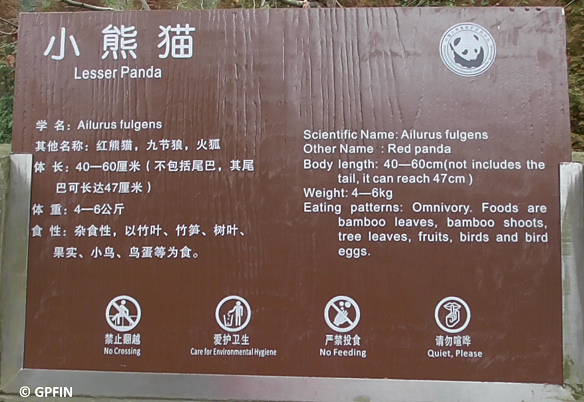 小熊猫
Lesser Panda
学 名：Ailurus fulgens
其他名称：红熊猫，九节狼，火狐
体 长：40—60厘米（不包括尾巴，其尾
巴可长达47厘米）
体 重：4—6公斤
食 性：杂食性，以竹叶、竹笋、树叶、
果实、小鸟、鸟蛋等为食。
Scientific Name: Ailurus fulgens
Other Name : Red panda
Body length: 40—60cm(not includes the
tail, it can reach 47cm )
Weight: 4—6kg
Eating patterns: Omnivory. Foods are
bamboo leaves, bamboo shoots,
tree leaves, fruits, birds and bird
eggs.
禁止翻越
No Crossing
爱护卫生
Care for Environmental Hygiene
严禁投食
No Feeding
请勿喧哗
Quiet, Please
© GPFIN